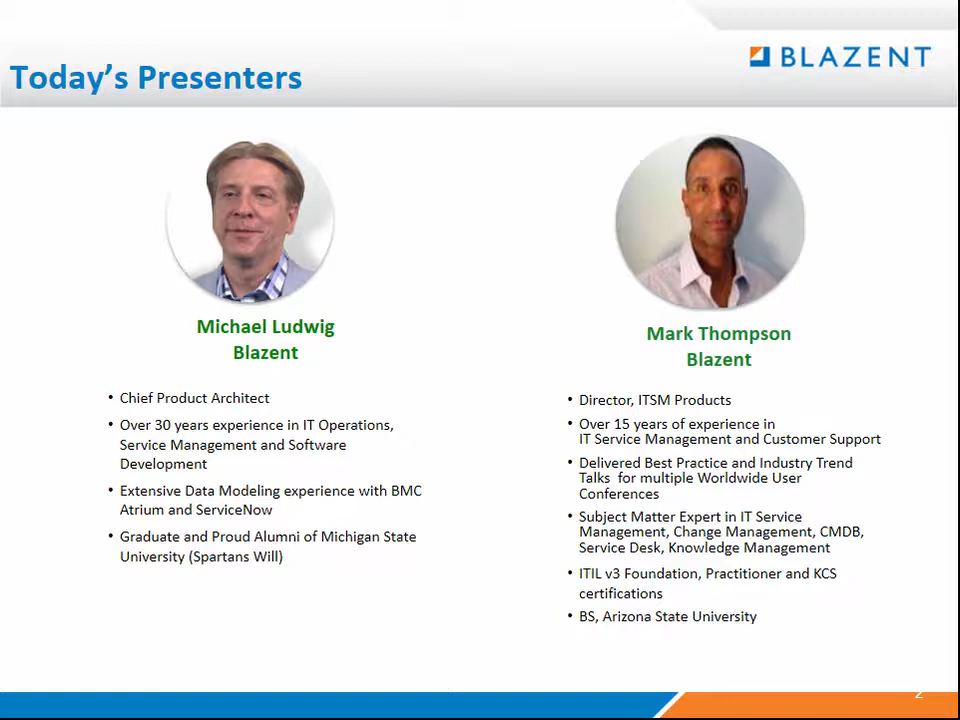 BLAZENT
Today's Presenters
Michael Ludwig
Blazent
• Chief Product Architect
• Over 30 years experience in IT Operations,
Service Management and Software
Development
• Extensive Data Modeling experience with BMC
Atrium and ServiceNow
• Graduate and Proud Alumni of Michigan State
University (Spartans Will)
Mark Thompson
Blazent
• Director, ITSM Products
• Over 15 years of experience in
IT Service Management and Customer Support
• Delivered Best Practice and Industry Trend
Talks for multiple Worldwide User
Conferences
• Subject Matter Expert in IT Service
Management, Change Management, CMDB,
Service Desk, Knowledge Management
• ITIL v3 Foundation, Practitioner and KCS
certifications
• BS, Arizona State University
2